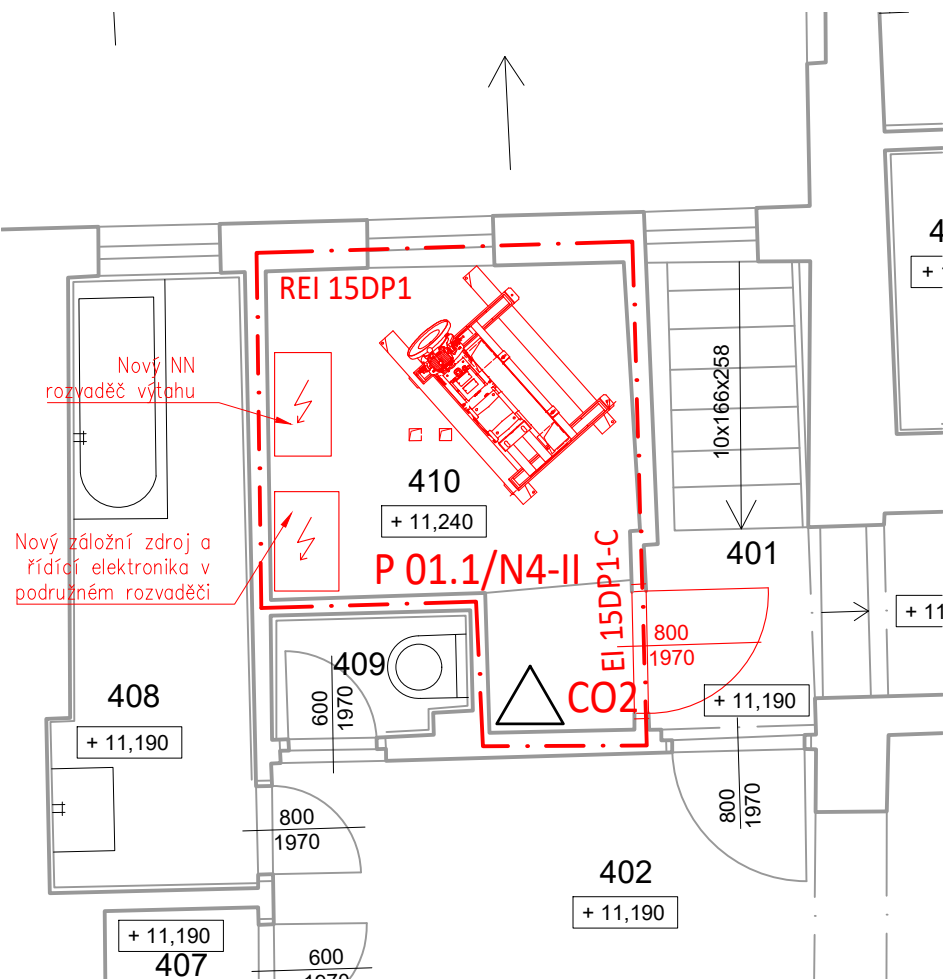 4
+
REI 15DP1
Nový NN
rozvaděč výtahu
10x166x258
410
+ 11,240
Nový záložní zdroj a
řídící elektronika v
podružném rozvaděči
P 01.1/N4-II
EI 15DP1-C
401
+ 11
800
1970
409
CO2
408
+ 11,190
600
1970
+ 11,190
800
1970
800
1970
402
+ 11,190
+ 11,190
407
600
1970